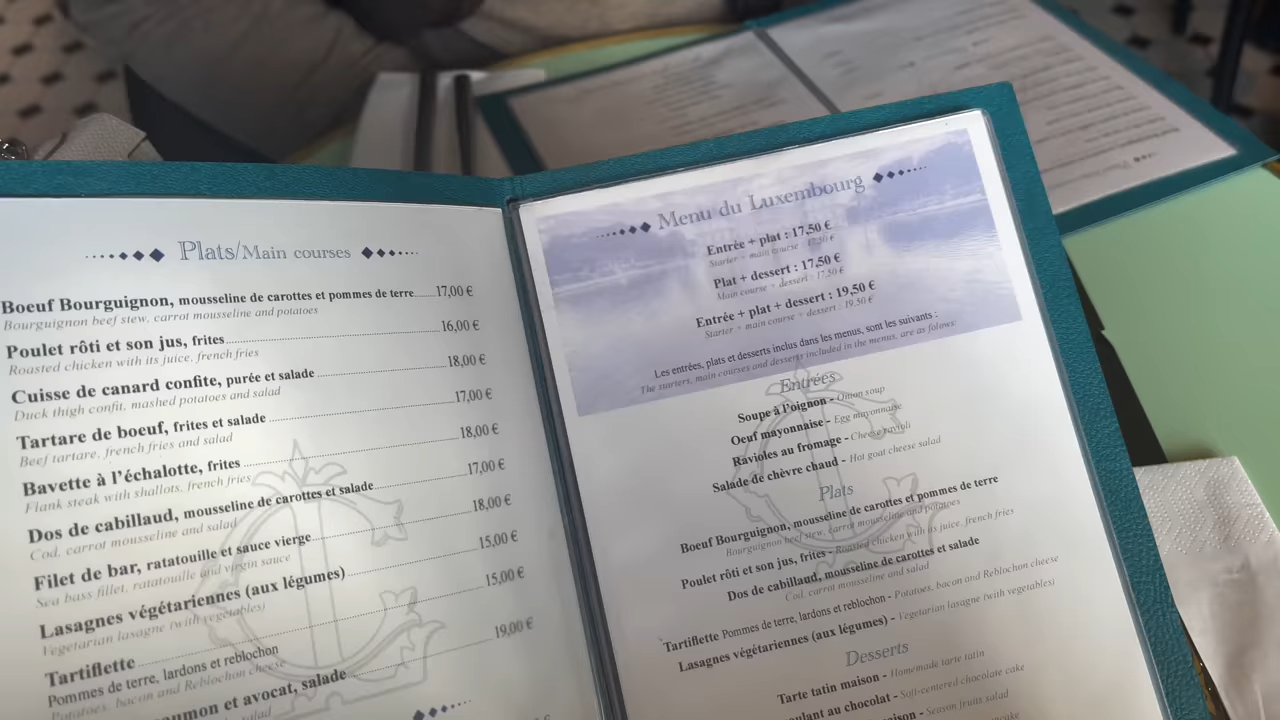 Plats/Main courses
Boeuf Bourguignon, mousseline de carottes et pommes de terre 17,00 €
Bourguignon beef stew, carrot mousseline and potatoes
Poulet rôti et son jus, frites 16,00 €
Roasted chicken with its juice, french fries
Cuisse de canard confite, purée et salade 18,00 €
Duck thigh confit, mashed potatoes and salad
Tartare de boeuf, frites et salade 17,00 €
Beef tartare, french fries and salad
Bavette à l'échalotte, frites 18,00 €
Flank steak with shallots, french fries
Dos de cabillaud, mousseline de carottes et salade 17,00 €
Cod, carrot mousseline and salad
Filet de bar, ratatouille et sauce vierge 18,00 €
Sea bass fillet, ratatouille and virgin sauce
Lasagnes végétariennes (aux légumes) 15,00 €
Vegetarian lasagne (with vegetables)
Tartiflette 15,00 €
Pommes de terre, lardons et reblochon
Potatoes, bacon and Reblochon cheese
et avocat, salade 19,00 €
salad
Menu du Luxembourg
Entrée + plat : 17,50 €
Starter + main course : 17,50 €
Plat + dessert : 17,50 €
Main course + dessert : 17,50 €
Entrée + plat + dessert : 19,50 €
Starter + main course + dessert : 19,50 €
Les entrées, plats et desserts inclus dans les menus, sont les suivants :
The starters, main courses and desserts included in the menus, are as folows:
Entrées
Soupe à l'oignon - Onion soup
Oeuf mayonnaise - Egg mayonnaise
Ravioles au fromage - Cheese ravioli
Salade de chèvre chaud - Hot goat cheese salad
Plats
Boeuf Bourguignon, mousseline de carottes et pommes de terre
Bourguignon beef stew, carrot mousseline and potatoes
Poulet rôti et son jus, frites - Roasted chicken with its juice, french fries
Dos de cabillaud, mousseline de carottes et salade
Cod, carrot mousseline and salad
Tartiflette Pommes de terre, lardons et reblochon - Potatoes, bacon and Reblochon cheese
Lasagnes végétariennes (aux légumes) - Vegetarian lasagne (with vegetables)
Desserts
Tarte tatin maison - Homemade tarte tatin
au chocolat - Soft-centered chocolate cake
- Season fruits salad